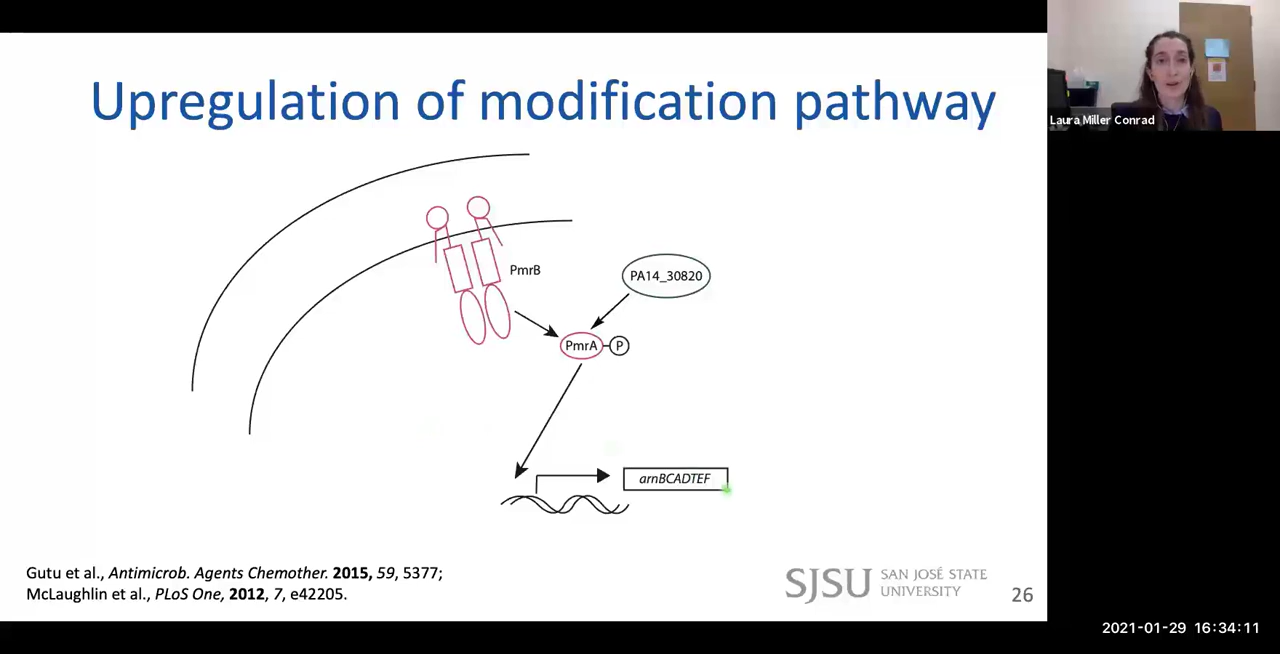 Upregulation of modification pathway
Laura Miller Conrad
PmrB
PA14_30820
PmrA
P
arnBCADTEF
Gutu et al., Antimicrob. Agents Chemother. 2015, 59, 5377;
McLaughlin et al., PLoS One, 2012, 7, e42205.
SJSU SAN JOSÉ STATE
UNIVERSITY
26
2021-01-29 16:34:11